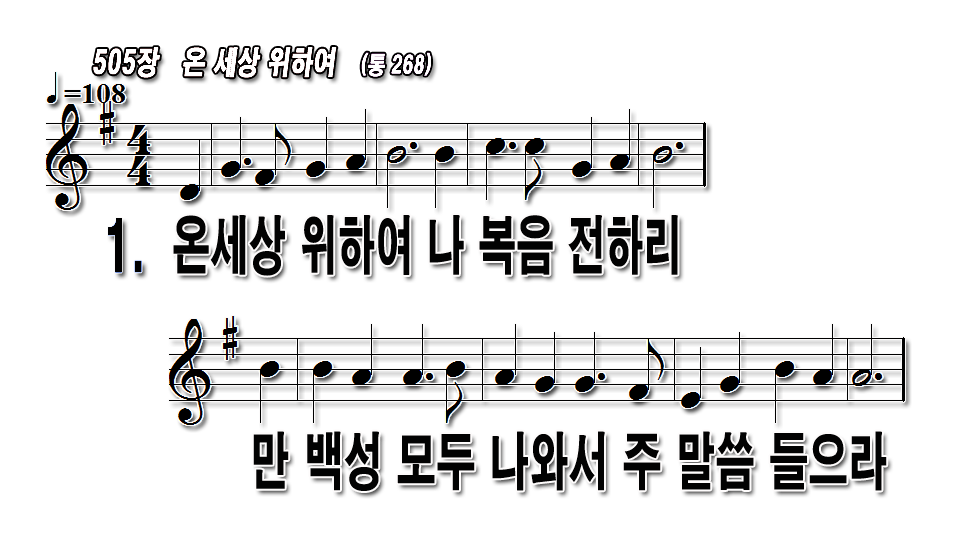 505장 온 세상 위하여 (통 268)
♩=108
4
4
1. 온세상 위하여 나 복음 전하리
만 백성 모두 나와서 주 말씀 들으라